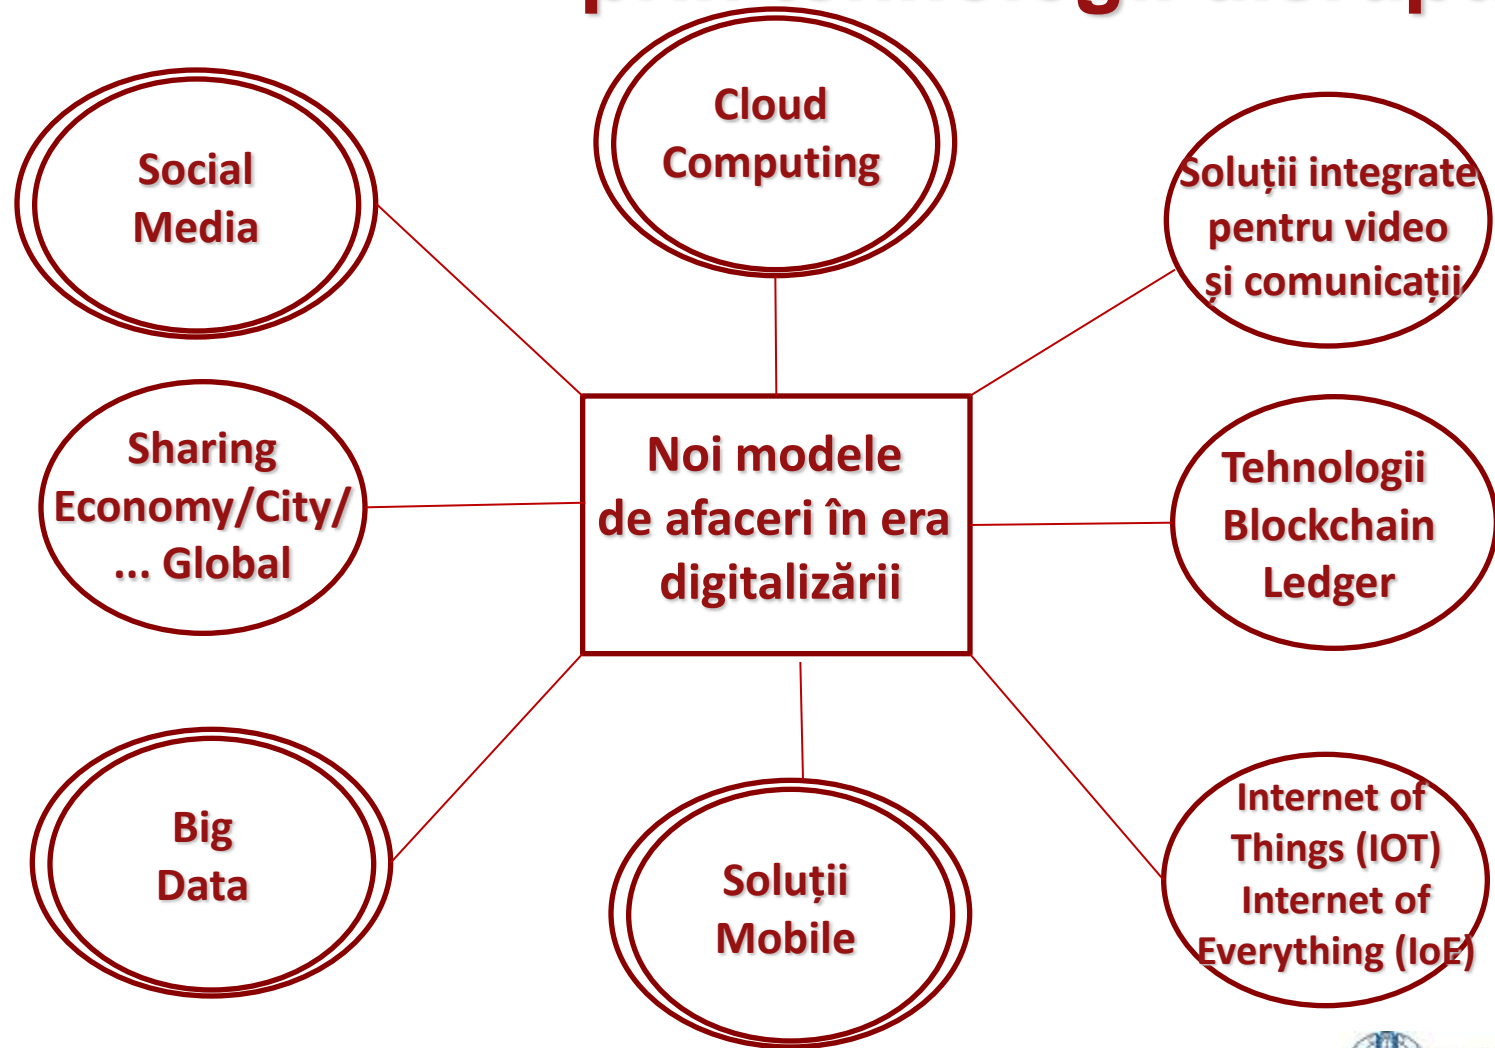 Social
Media
Cloud
Computing
Soluții integrate
pentru video
și comunicații
Sharing
Economy/City/
... Global
Noi modele
de afaceri în era
digitalizării
Tehnologii
Blockchain
Ledger
Big
Data
Soluții
Mobile
Internet of
Things (IOT)
Internet of
Everything (IoE)